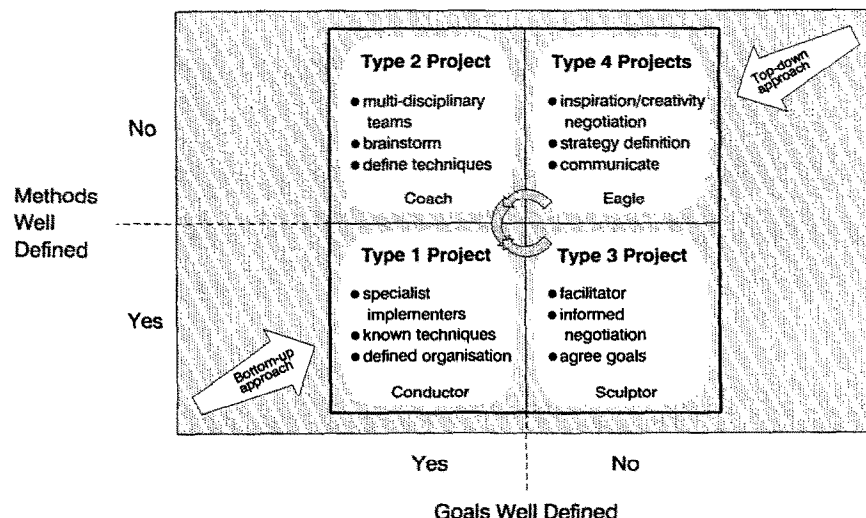 Type 2 Project
• multi-disciplinary
teams
• brainstorm
• define techniques
Coach
Type 4 Projects
• inspiration/creativity
negotiation
• strategy definition
• communicate
Eagle
Top-down
approach
No
Methods
Well
Defined
Type 1 Project
• specialist
implementers
• known techniques
• defined organisation
Conductor
Type 3 Project
• facilitator
• informed
negotiation
• agree goals
Sculptor
Yes
Bottom-up
approach
Yes
No
Goals Well Defined